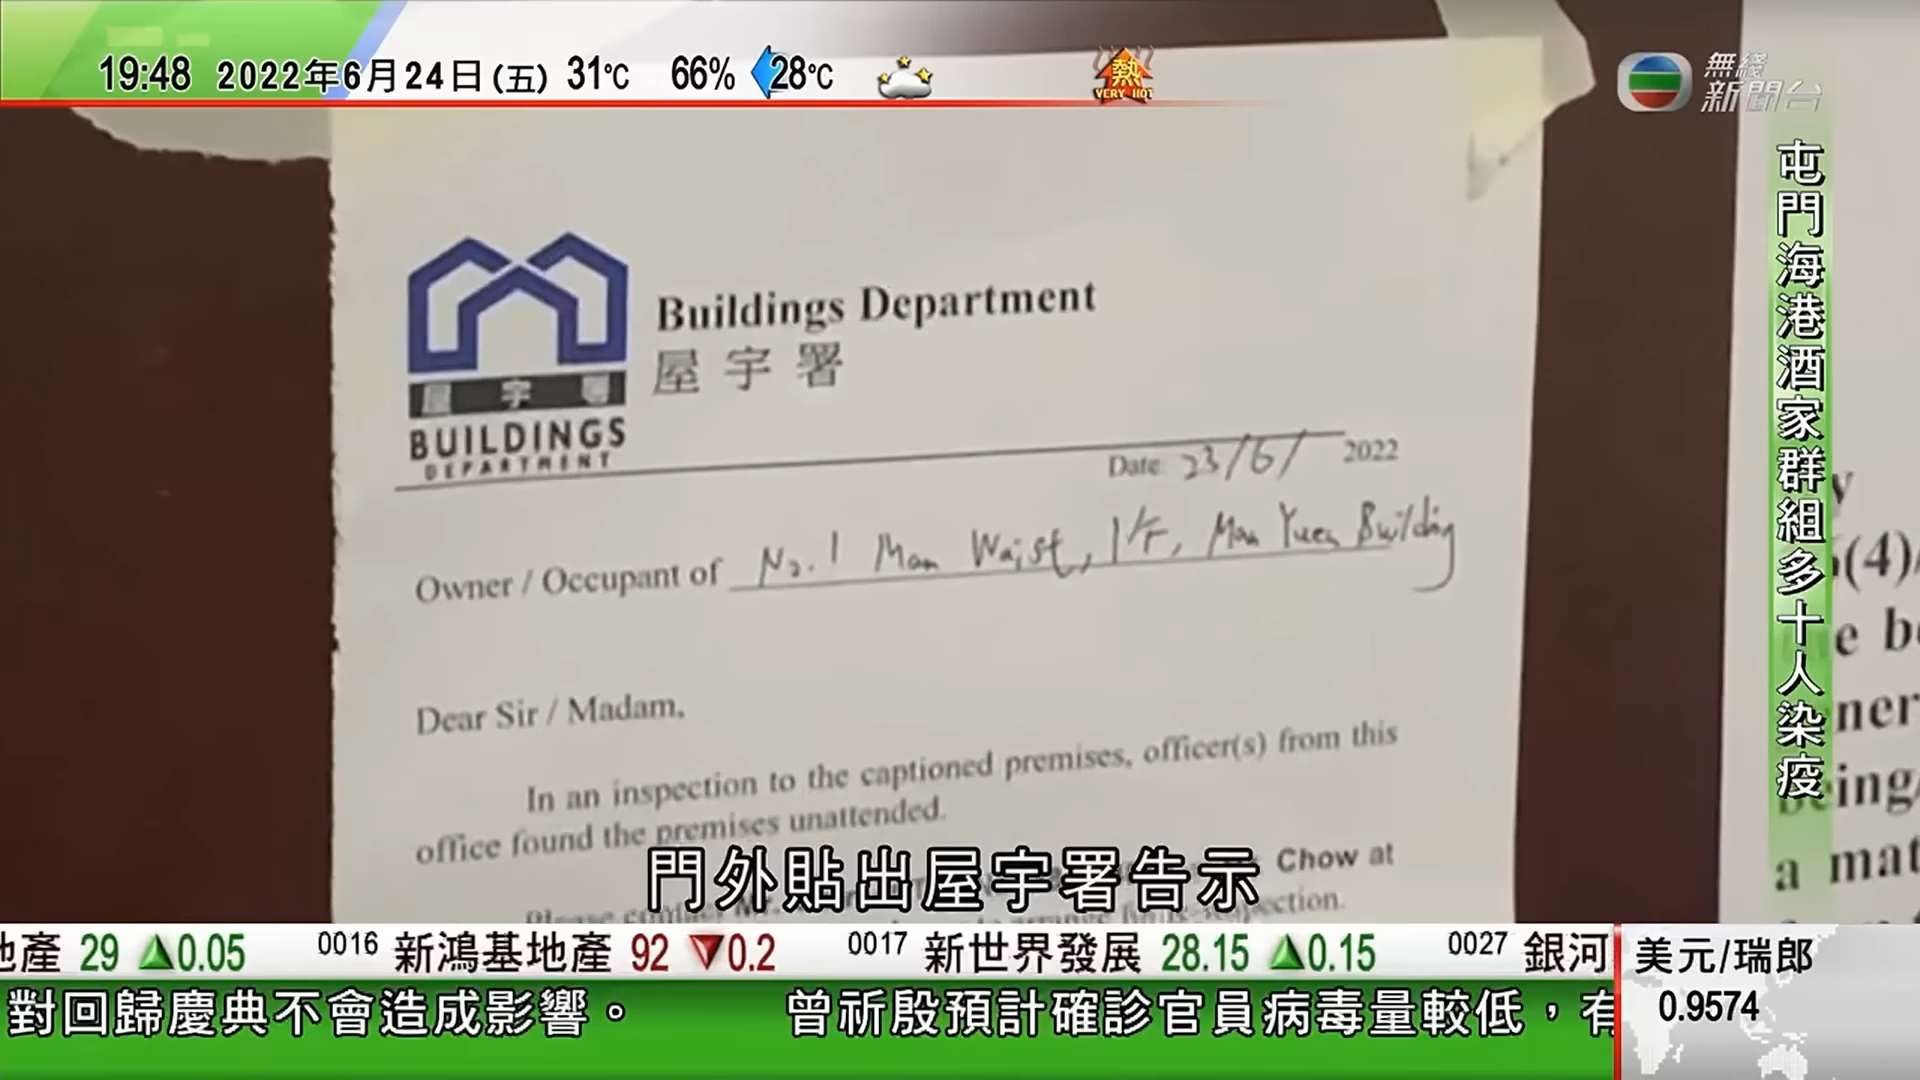 19:48 2022年6月24日(五) 31℃ 66% 28℃
VERY HOT
熱
無綫
新聞台
屯門海港酒家群組多十人染疫
Buildings Department
屋宇署
屋宇署
BUILDINGS
DEPARTMENT
Date: 23/6/ 2022
Owner / Occupant of No. 1 Man Waist, 1/F, Man Yuen Building
Dear Sir / Madam,
In an inspection to the captioned premises, officer(s) from this
office found the premises unattended.
Chow at
(4)
a mat
門外貼出屋宇署告示
地產 29 ▲0.05 0016 新鴻基地產 92 ▼0.2 0017 新世界發展 28.15 ▲0.15 0027 銀河
美元/瑞郎
0.9574
對回歸慶典不會造成影響。 曾祈殷預計確診官員病毒量較低，有